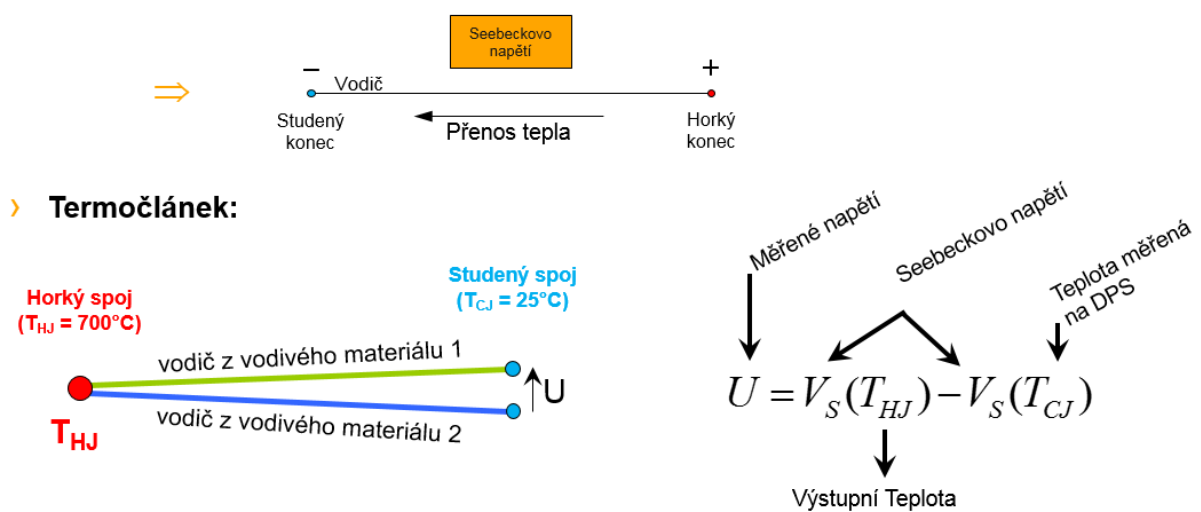 Seebeckovo
napětí
–
+
⇒
Vodič
Studený
konec
Přenos tepla
Horký
konec
› Termočlánek:
Horký spoj
(THJ = 700°C)
Studený spoj
(TCJ = 25°C)
vodič z vodivého materiálu 1
U
vodič z vodivého materiálu 2
THJ
Měřené napětí
Seebeckovo napětí
Teplota měřená
na DPS
U = VS(THJ) – VS(TCJ)
Výstupní Teplota